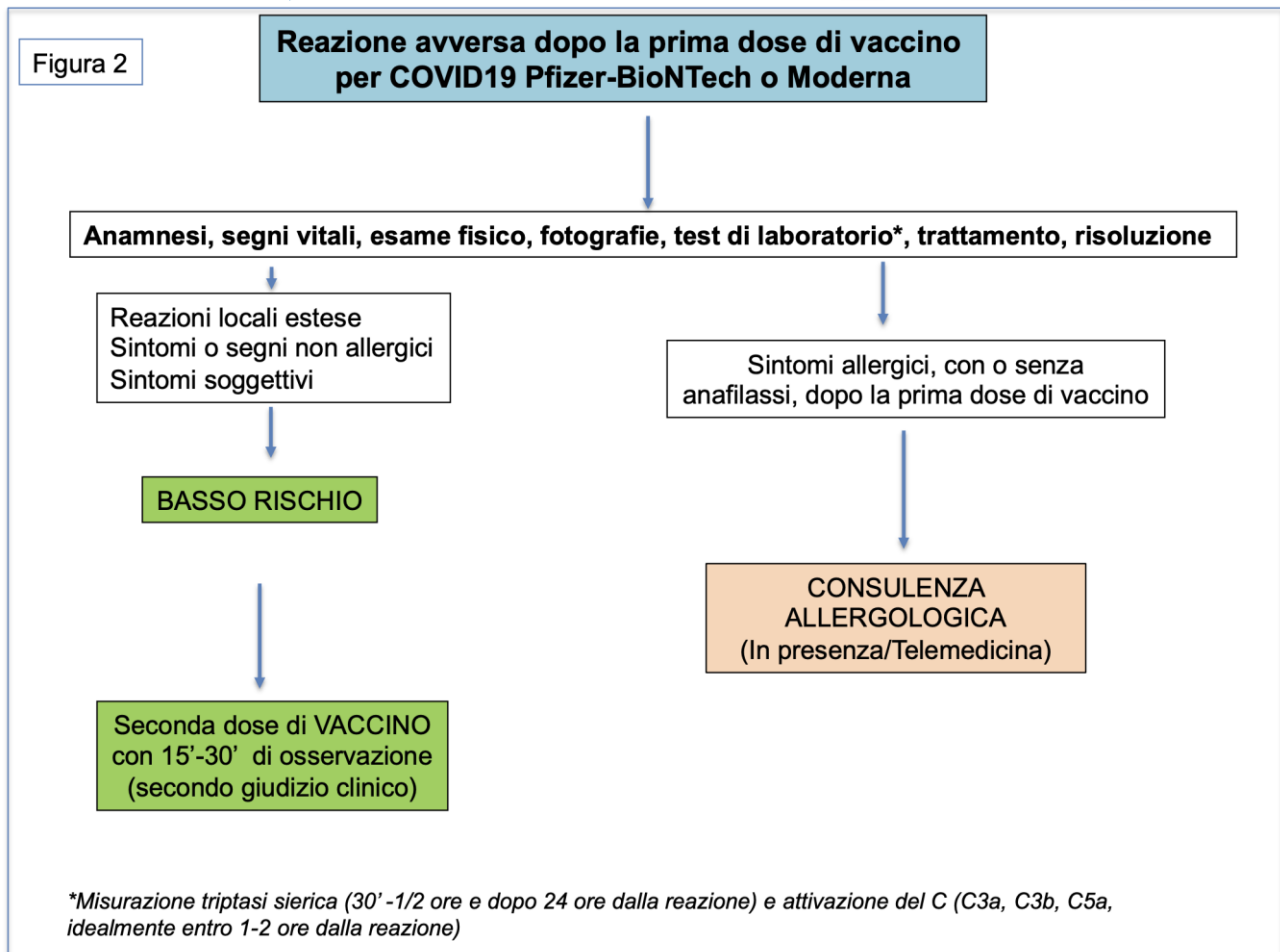 Figura 2
Reazione avversa dopo la prima dose di vaccino
per COVID19 Pfizer-BioNTech o Moderna
Anamnesi, segni vitali, esame fisico, fotografie, test di laboratorio*, trattamento, risoluzione
Reazioni locali estese
Sintomi o segni non allergici
Sintomi soggettivi
Sintomi allergici, con o senza
anafilassi, dopo la prima dose di vaccino
BASSO RISCHIO
CONSULENZA
ALLERGOLOGICA
(In presenza/Telemedicina)
Seconda dose di VACCINO
con 15’-30’ di osservazione
(secondo giudizio clinico)
*Misurazione triptasi sierica (30’ -1/2 ore e dopo 24 ore dalla reazione) e attivazione del C (C3a, C3b, C5a,
idealmente entro 1-2 ore dalla reazione)